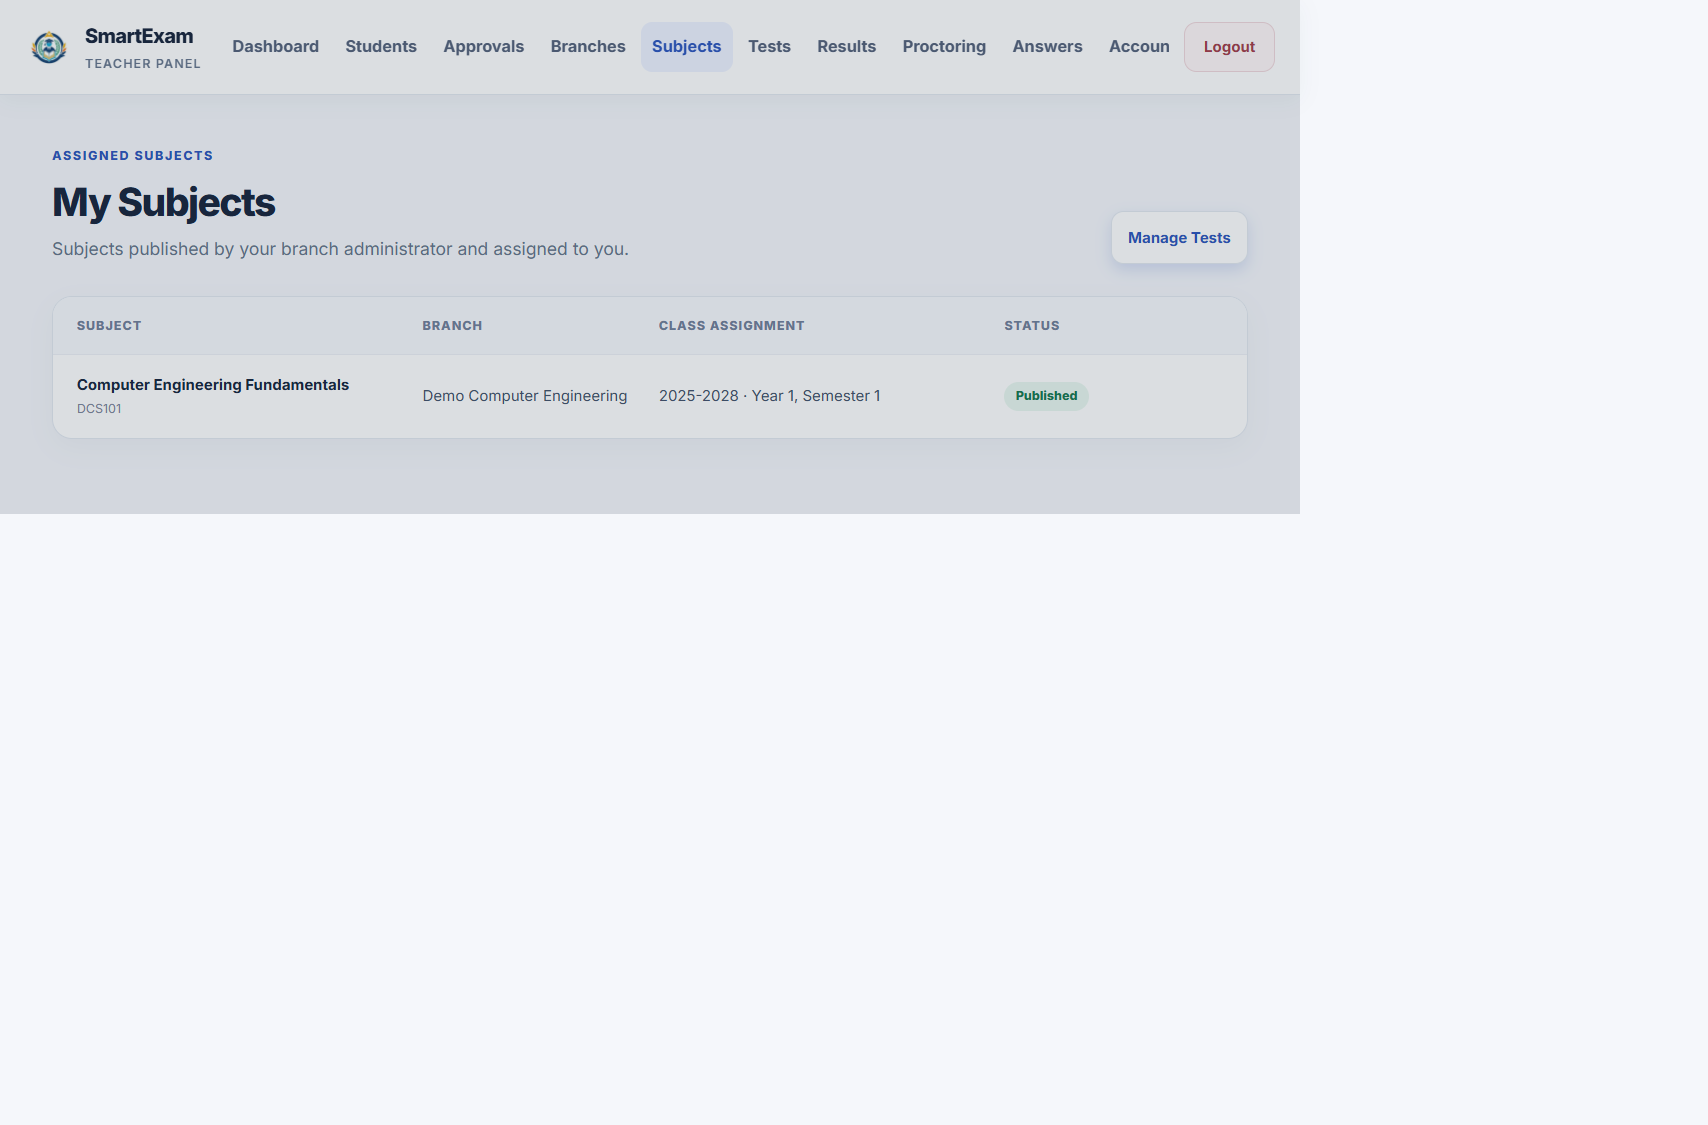 SmartExam
TEACHER PANEL
Dashboard Students Approvals Branches Subjects Tests Results Proctoring Answers Accoun Logout
ASSIGNED SUBJECTS
My Subjects
Subjects published by your branch administrator and assigned to you.
Manage Tests
SUBJECT BRANCH CLASS ASSIGNMENT STATUS
Computer Engineering Fundamentals
DCS101
Demo Computer Engineering
2025-2028 · Year 1, Semester 1
Published